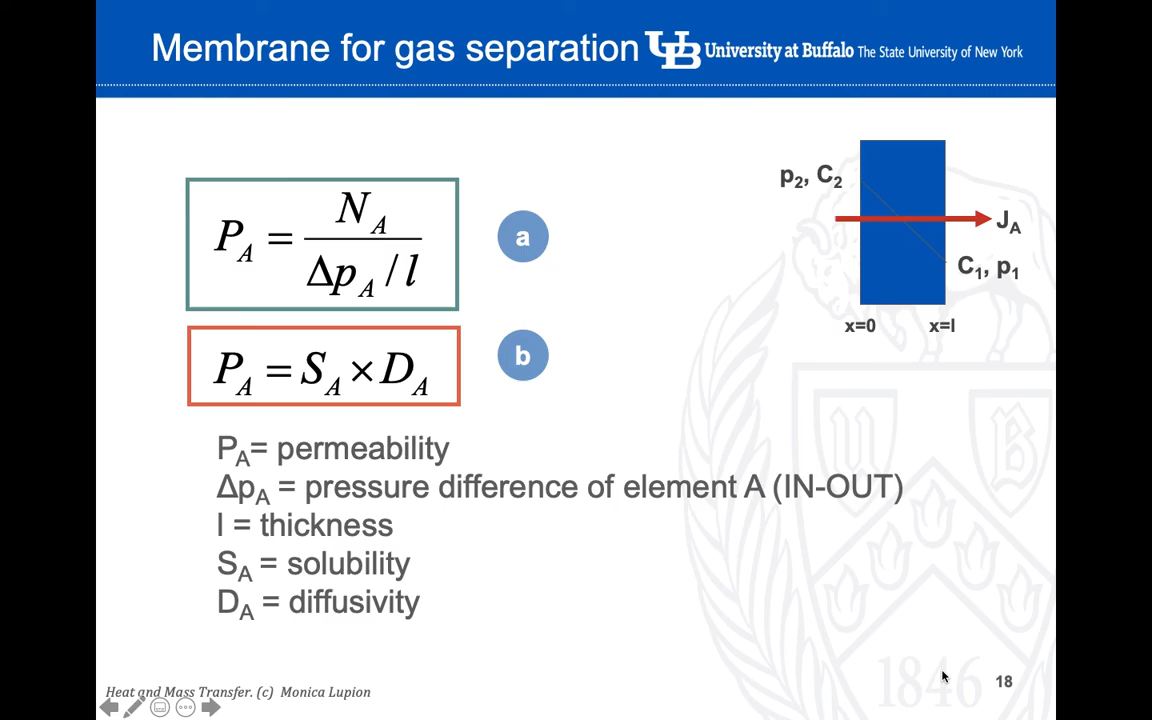 Membrane for gas separation
UB University at Buffalo The State University of New York
P_A = N_A / (Δp_A / l)
a
P_A = S_A × D_A
b
p₂, C₂
J_A
C₁, p₁
x=0
x=l
P_A= permeability
Δp_A = pressure difference of element A (IN-OUT)
l = thickness
S_A = solubility
D_A = diffusivity
U
B
1846
Heat and Mass Transfer. (c) Monica Lupion
18